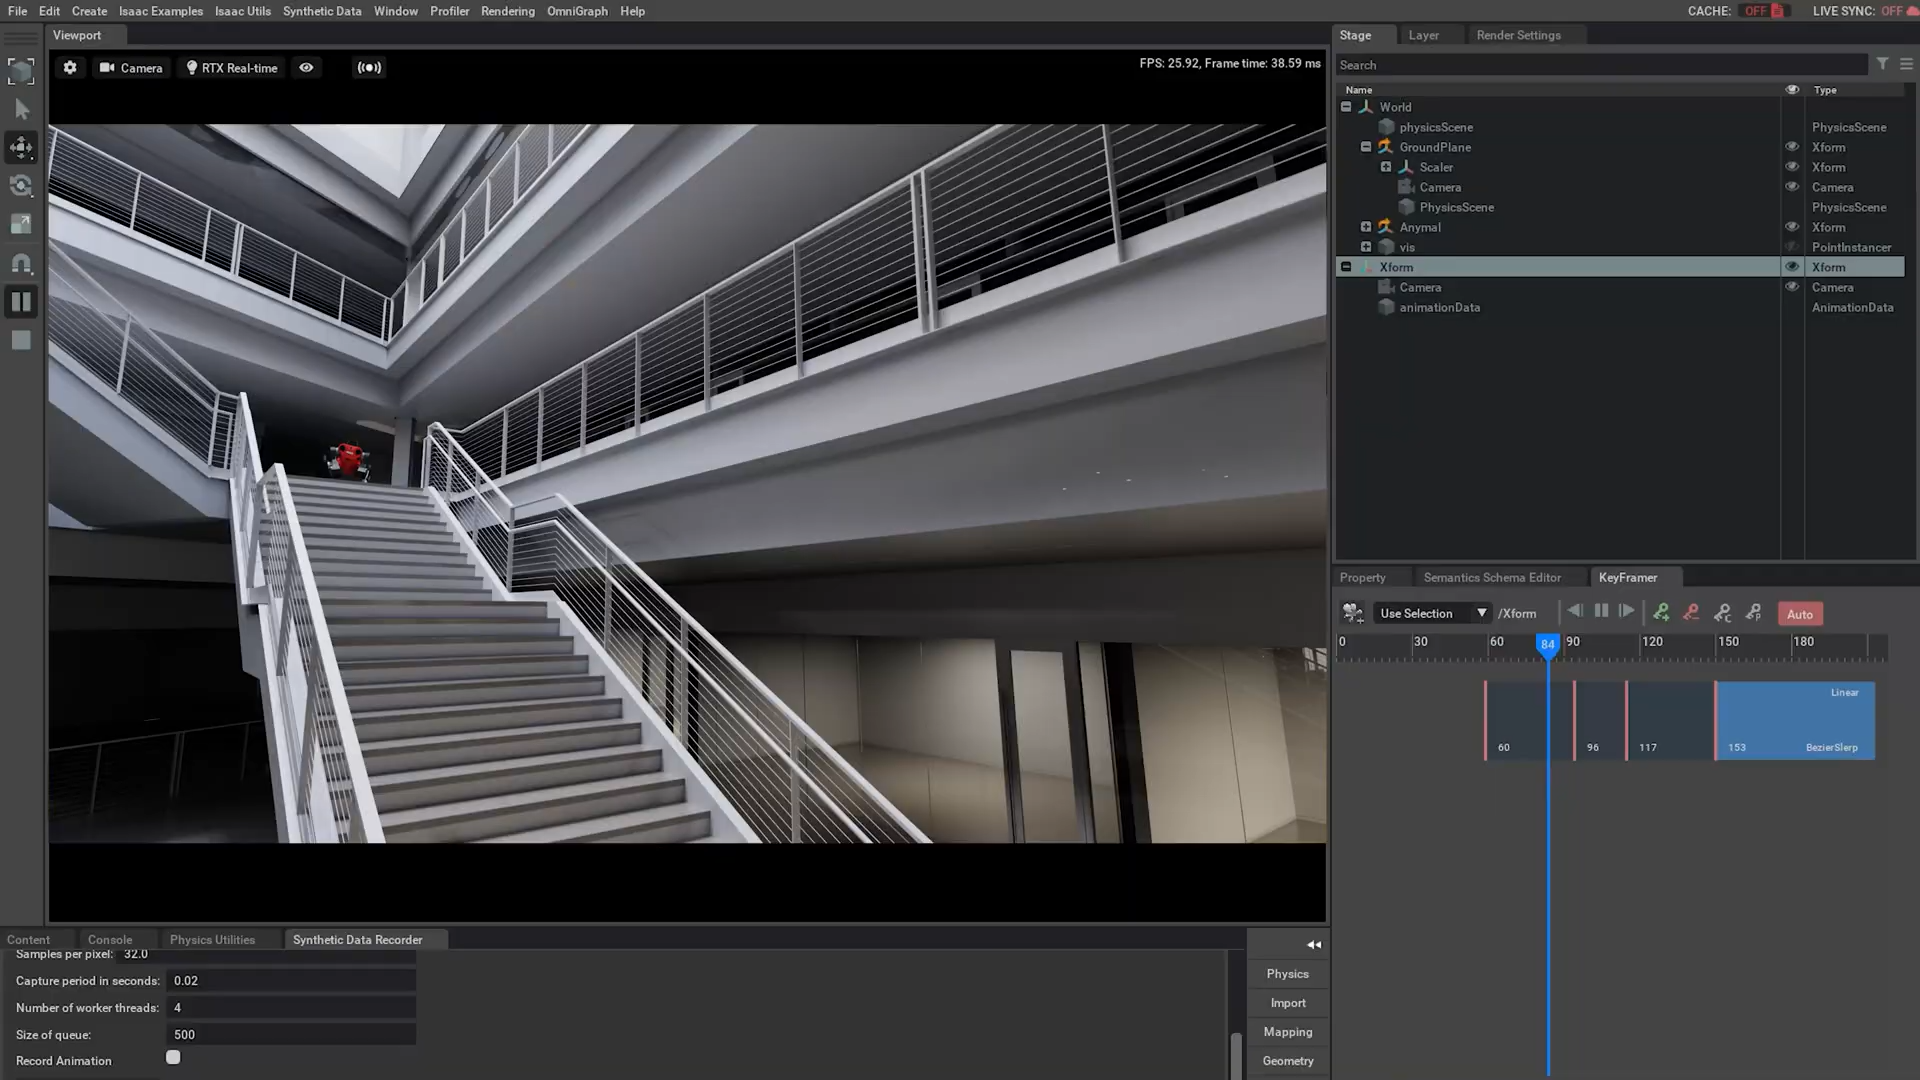 File Edit Create Isaac Examples Isaac Utils Synthetic Data Window Profiler Rendering OmniGraph Help
CACHE: OFF LIVE SYNC: OFF
Viewport
Camera RTX Real-time
FPS: 25.92, Frame time: 38.59 ms
Stage Layer Render Settings
Search
Name Type
World
physicsScene PhysicsScene
GroundPlane Xform
Scaler Xform
Camera Camera
PhysicsScene PhysicsScene
Anymal Xform
vis PointInstancer
Xform Xform
Camera Camera
animationData AnimationData
Property Semantics Schema Editor KeyFramer
Use Selection /Xform Auto
0 30 60 84 90 120 150 180
Linear
60 96 117 153 BezierSlerp
Content Console Physics Utilities Synthetic Data Recorder
Samples per pixel: 32.0
Capture period in seconds: 0.02
Number of worker threads: 4
Size of queue: 500
Record Animation
Physics
Import
Mapping
Geometry